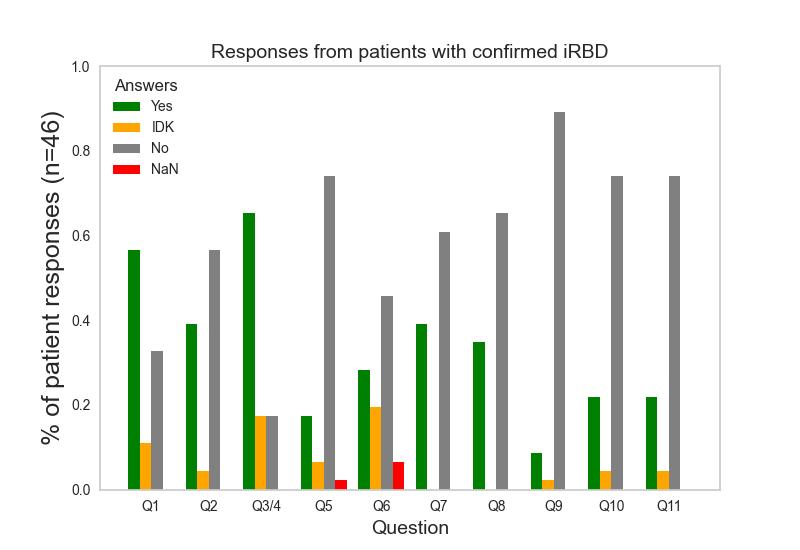 Responses from patients with confirmed iRBD
Answers
Yes
IDK
No
NaN
% of patient responses (n=46)
1.0
0.8
0.6
0.4
0.2
0.0
Q1 Q2 Q3/4 Q5 Q6 Q7 Q8 Q9 Q10 Q11
Question